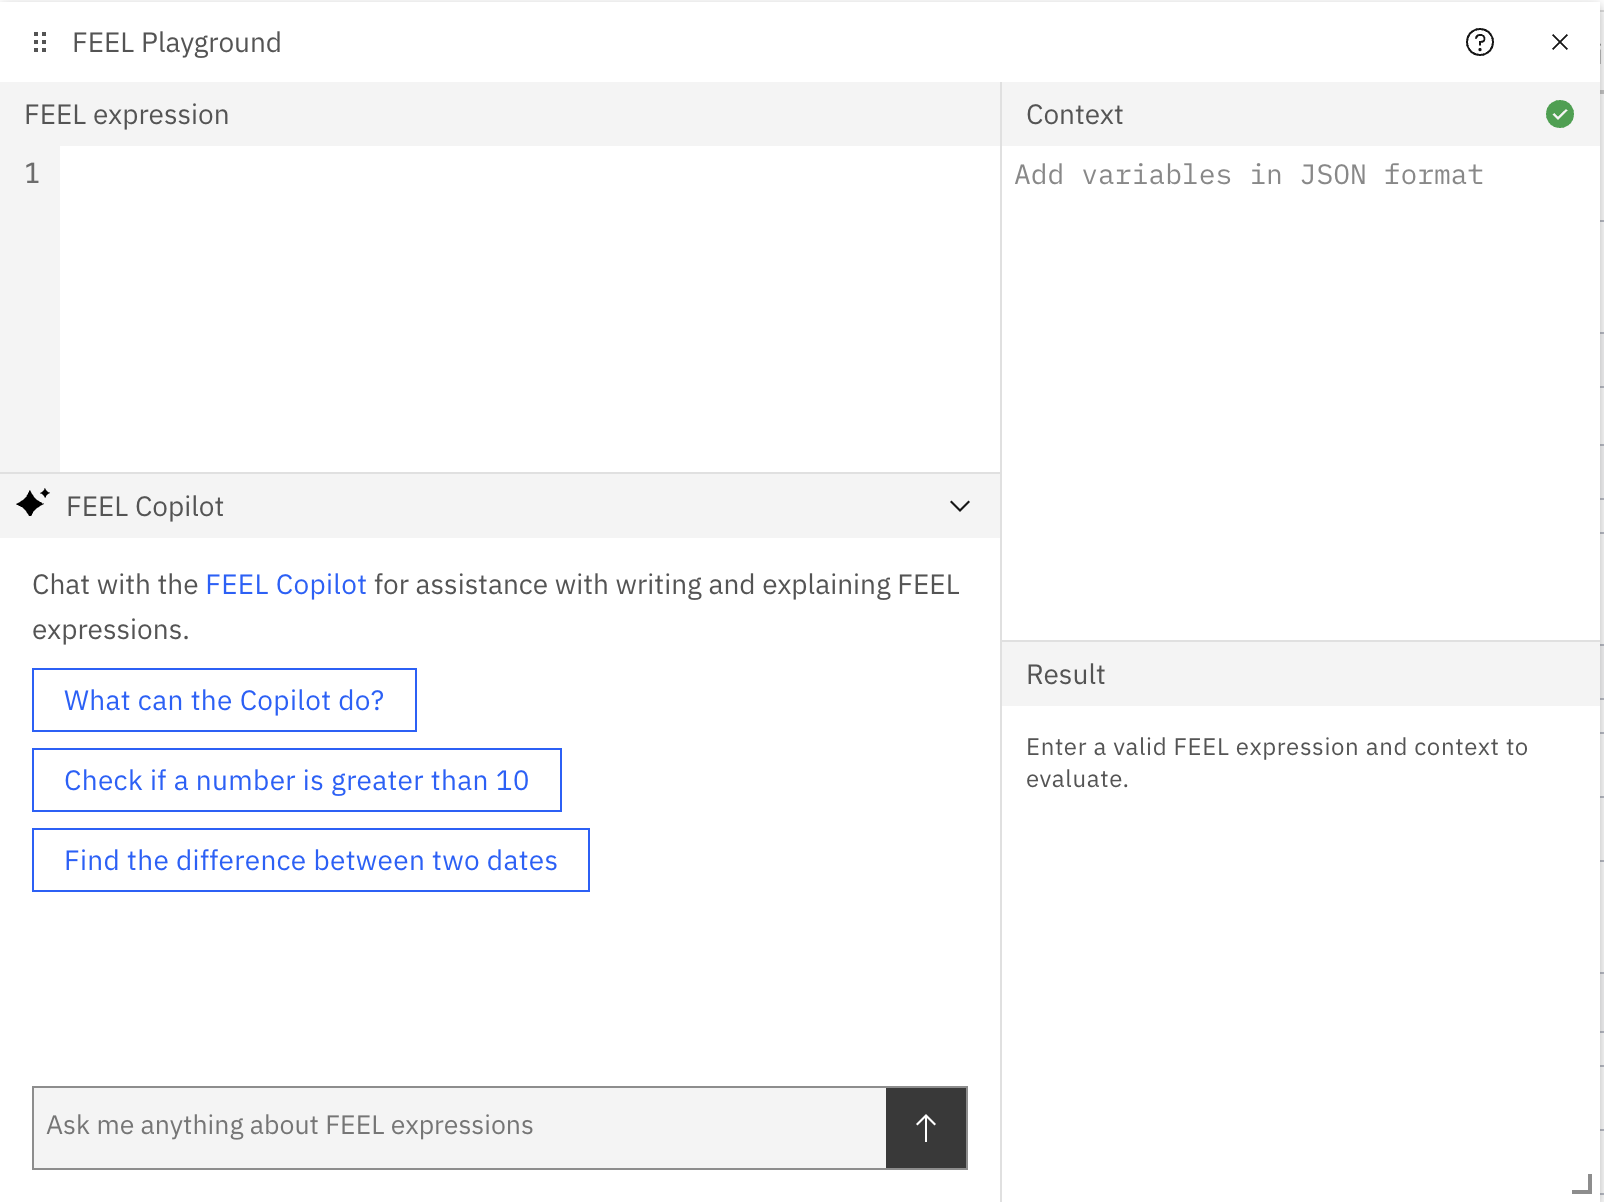 FEEL Playground
FEEL expression
1
FEEL Copilot
Chat with the FEEL Copilot for assistance with writing and explaining FEEL
expressions.
What can the Copilot do?
Check if a number is greater than 10
Find the difference between two dates
Ask me anything about FEEL expressions
Context
Add variables in JSON format
Result
Enter a valid FEEL expression and context to
evaluate.